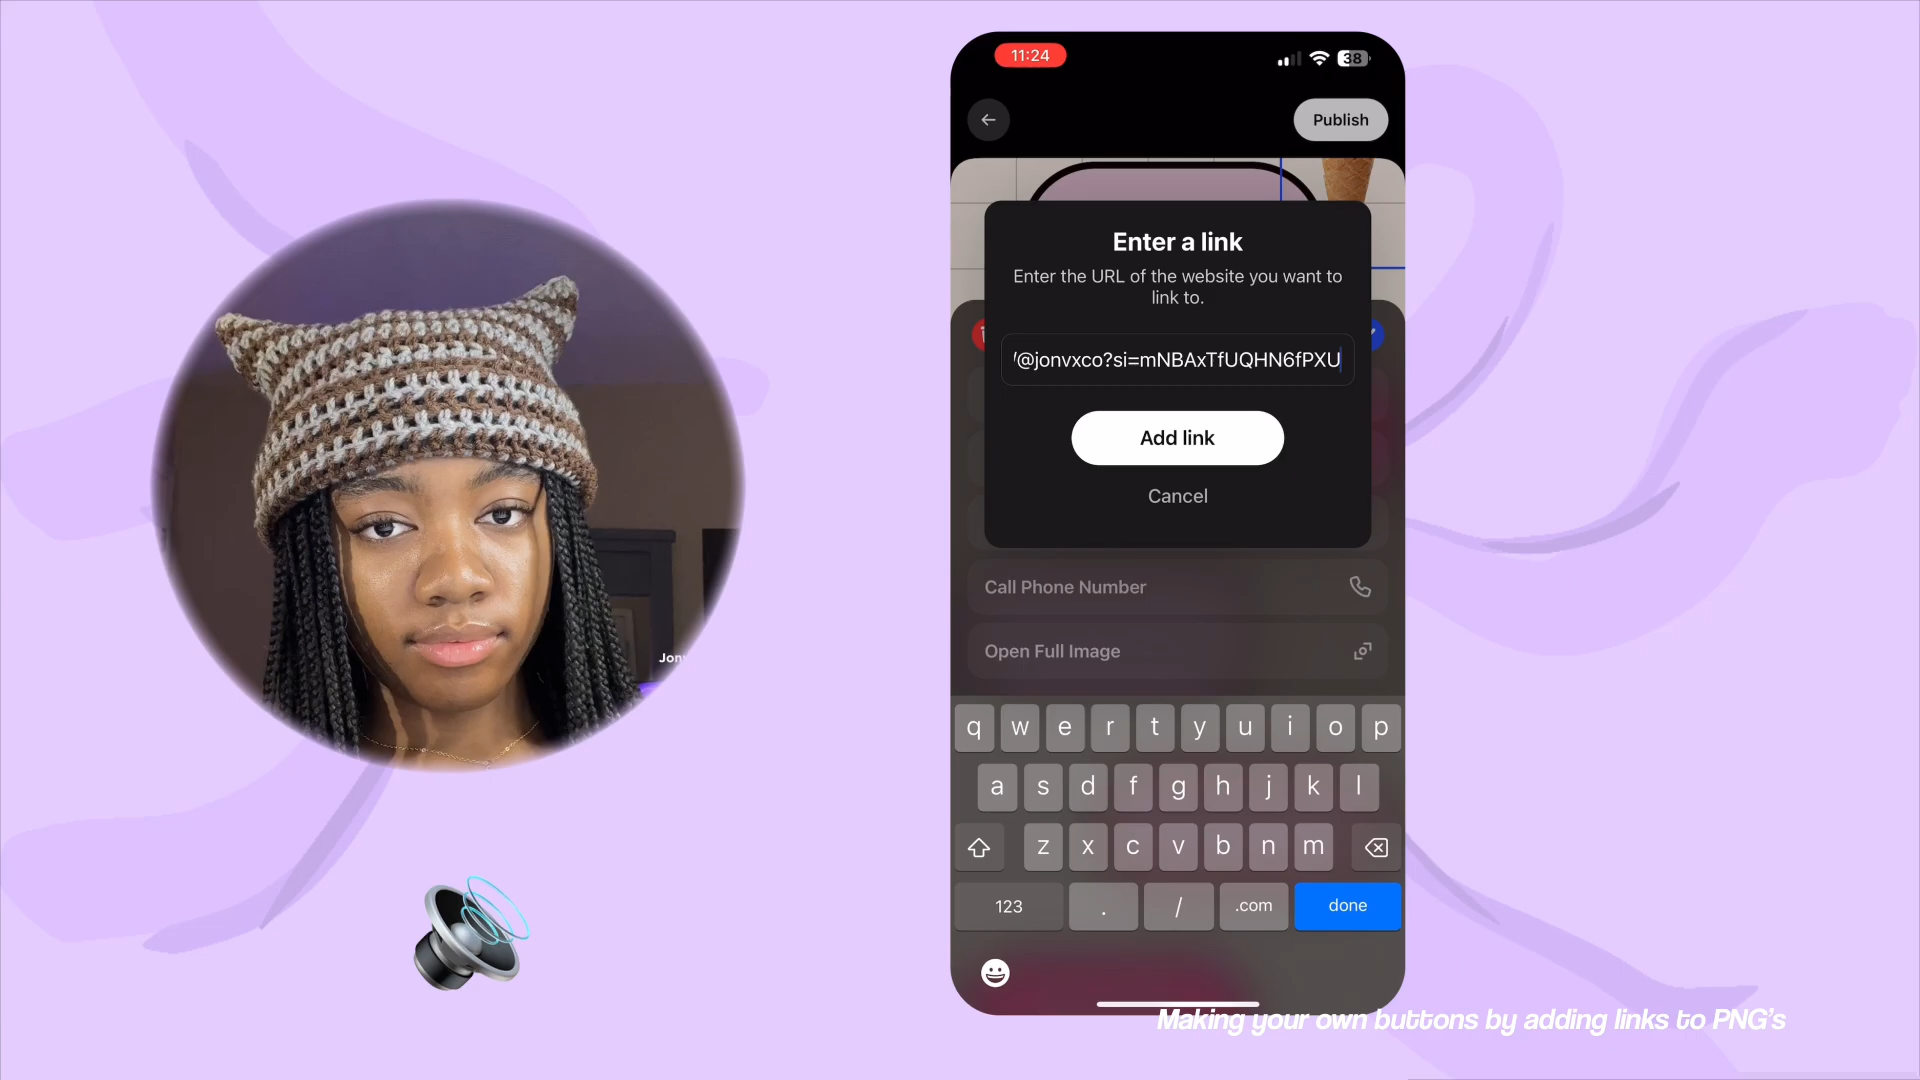 11:24
38
Publish
Enter a link
Enter the URL of the website you want to
link to.
/@jonvxco?si=mNBAxTfUQHN6fPXU
Add link
Cancel
Call Phone Number
Open Full Image
q w e r t y u i o p
a s d f g h j k l
z x c v b n m
123 . / .com done
Jon
Making your own buttons by adding links to PNG's